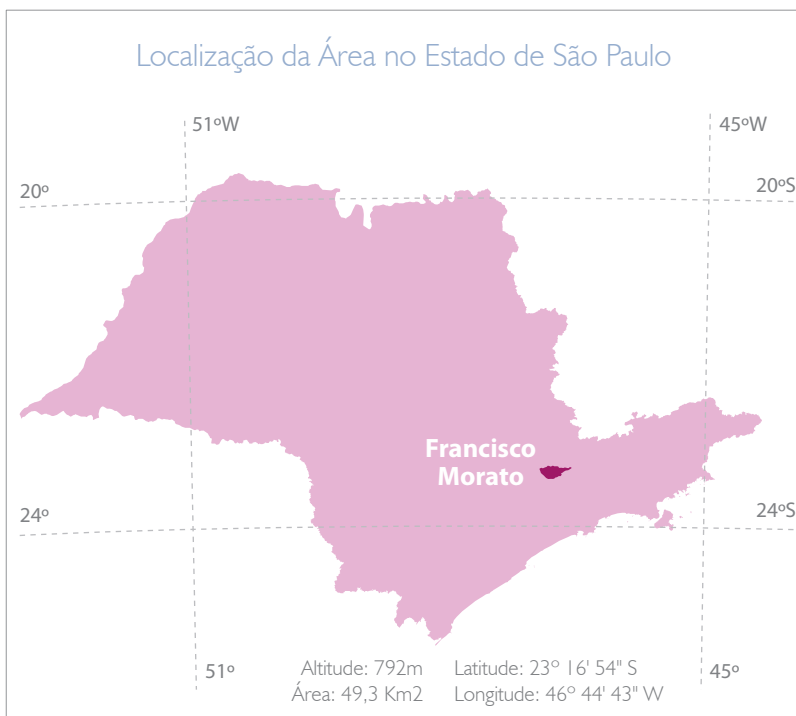 Localização da Área no Estado de São Paulo
51ºW
45ºW
20º
20ºS
Francisco
Morato
24º
24ºS
51º
45º
Altitude: 792m
Latitude: 23º 16' 54" S
Área: 49,3 Km2
Longitude: 46º 44' 43" W